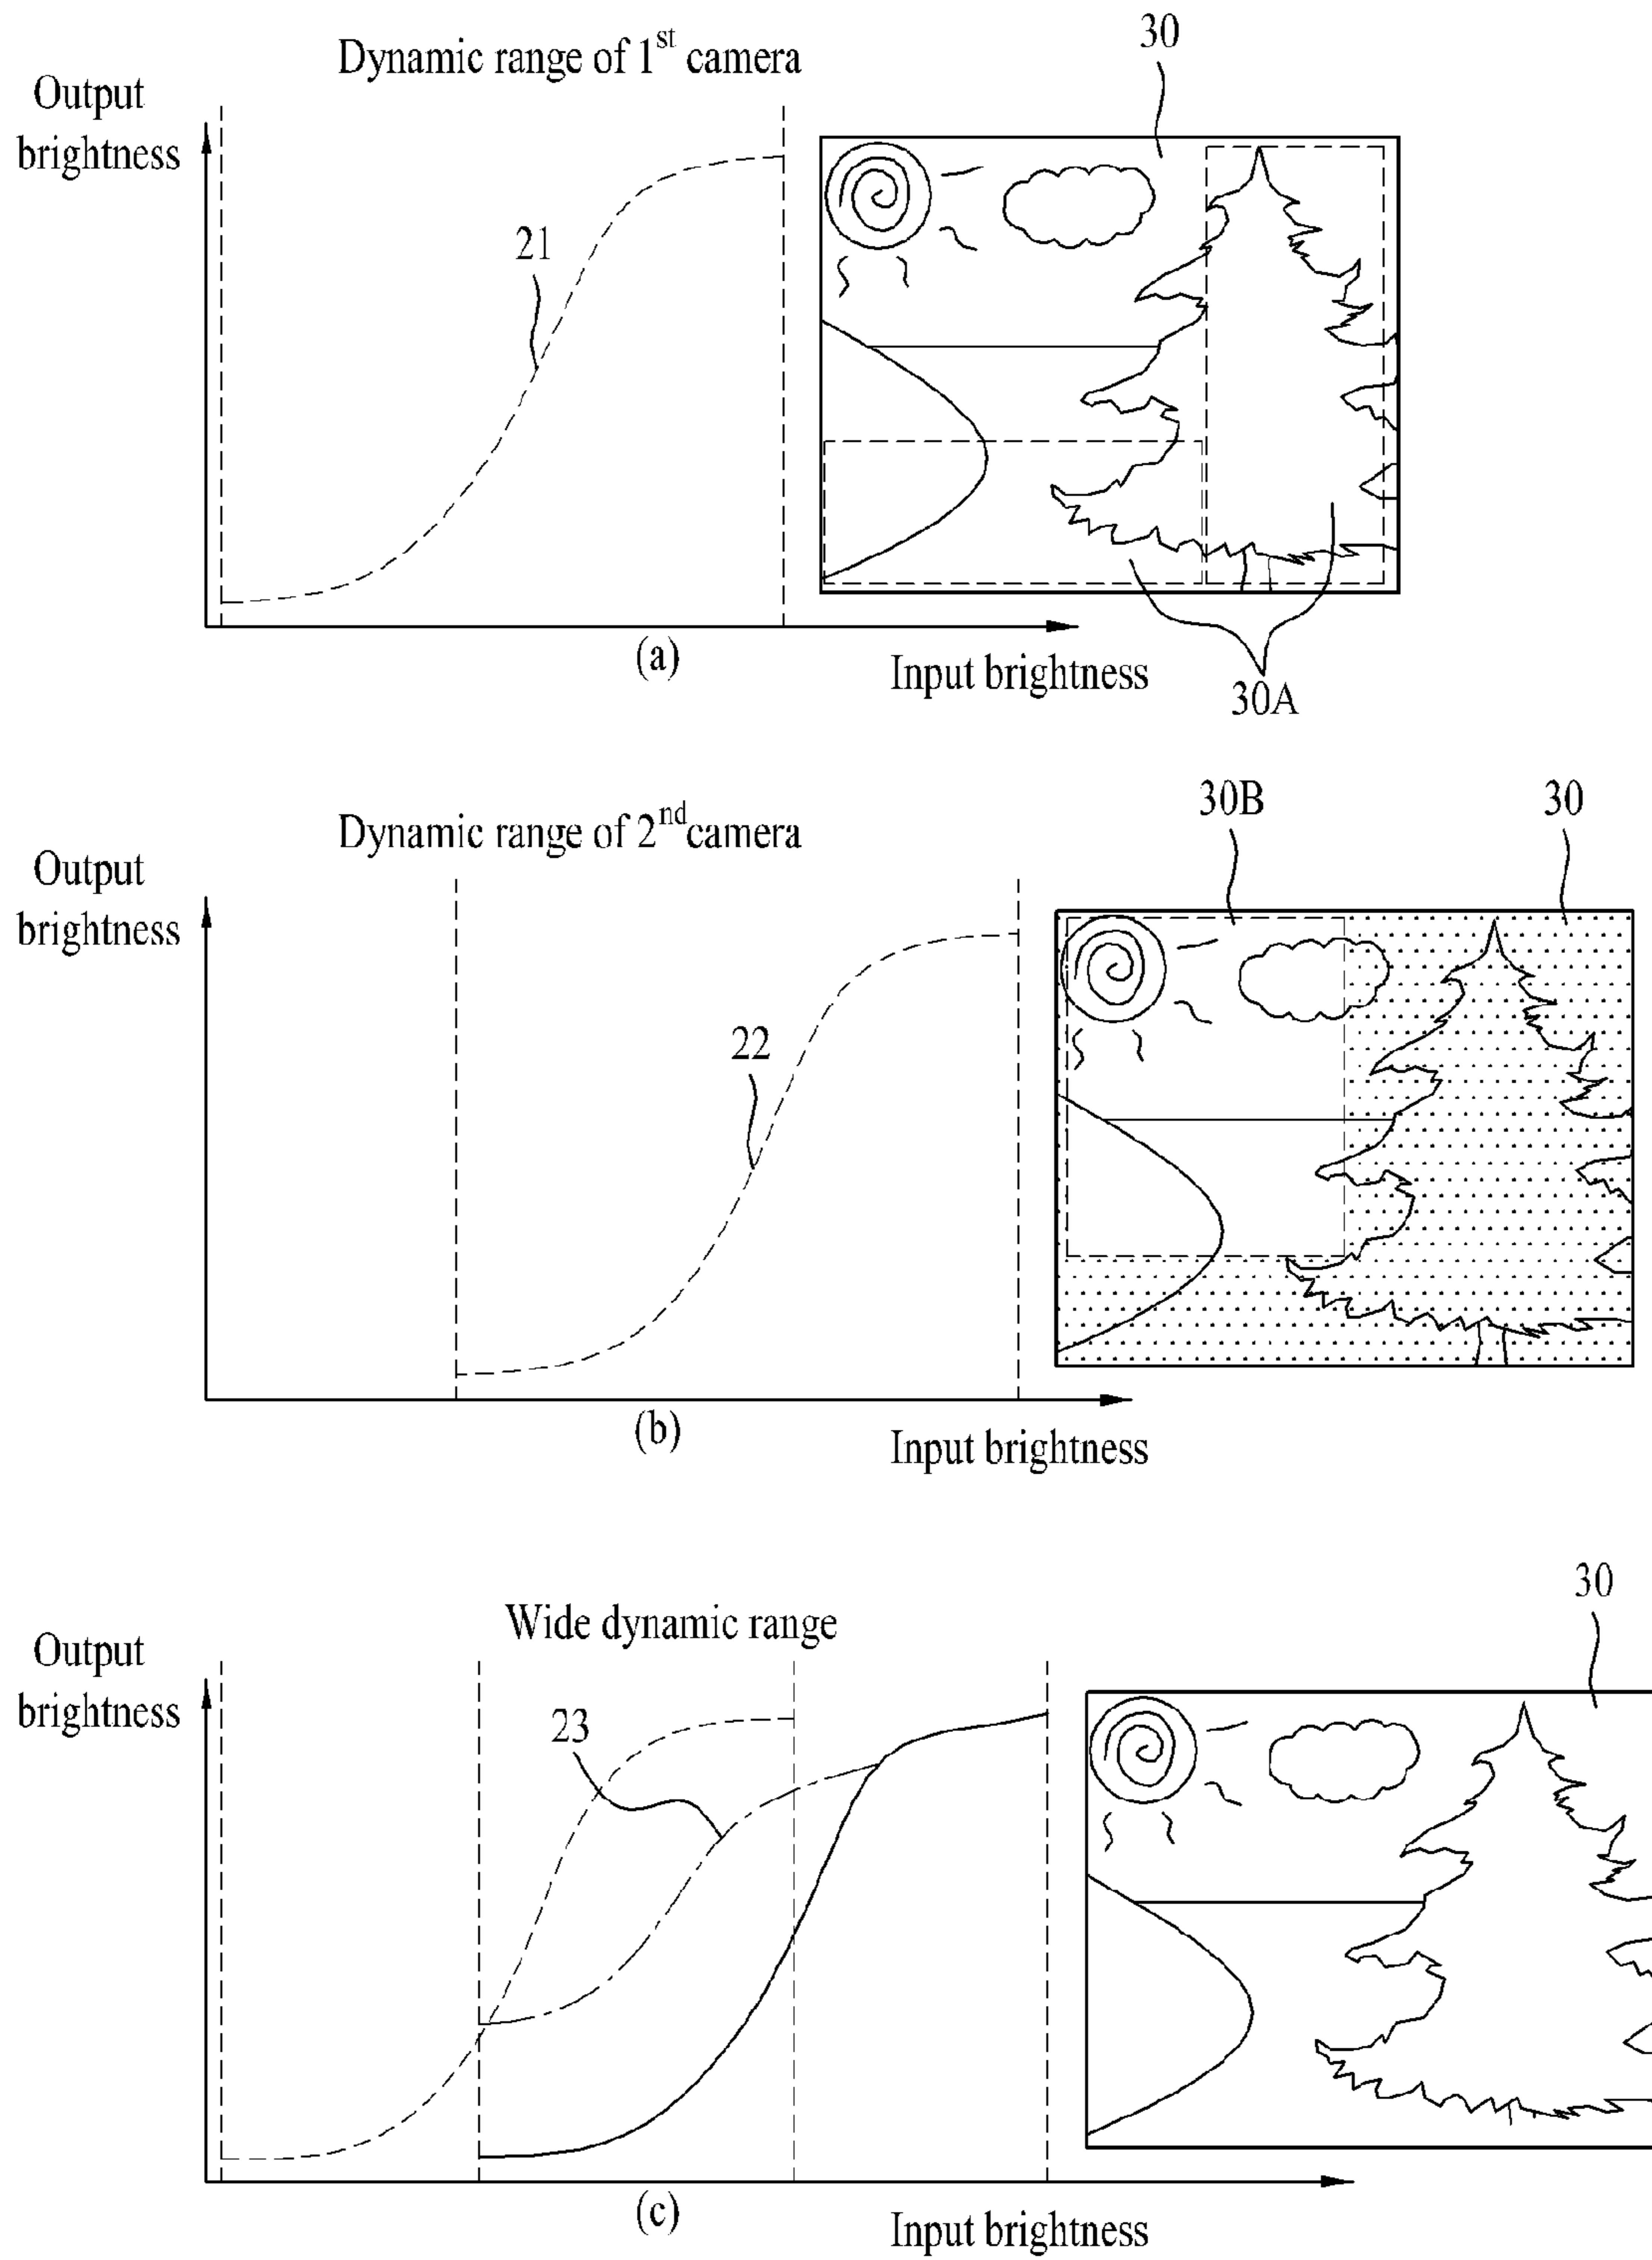 Dynamic range of 1st camera
30
Output
brightness
21
(a)
Input brightness
30A
Dynamic range of 2nd camera
30B
30
Output
brightness
22
(b)
Input brightness
Wide dynamic range
30
Output
brightness
23
(c)
Input brightness